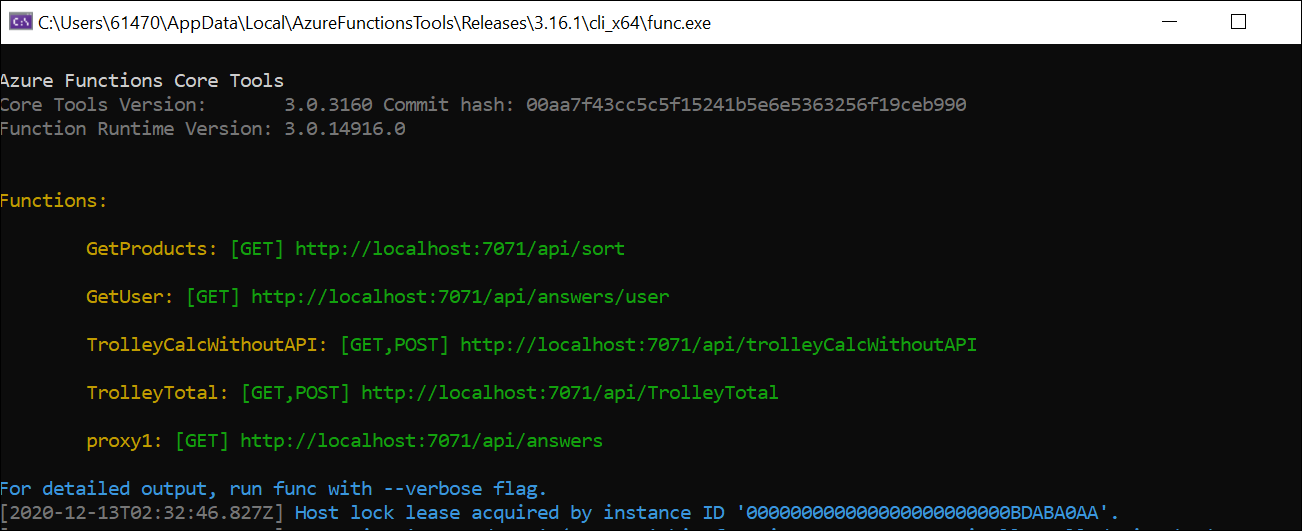 C:\Users\61470\AppData\Local\AzureFunctionsTools\Releases\3.16.1\cli_x64\func.exe
Azure Functions Core Tools
Core Tools Version:       3.0.3160 Commit hash: 00aa7f43cc5c5f15241b5e6e5363256f19ceb990
Function Runtime Version: 3.0.14916.0
Functions:
GetProducts: [GET] http://localhost:7071/api/sort
GetUser: [GET] http://localhost:7071/api/answers/user
TrolleyCalcWithoutAPI: [GET,POST] http://localhost:7071/api/trolleyCalcWithoutAPI
TrolleyTotal: [GET,POST] http://localhost:7071/api/TrolleyTotal
proxy1: [GET] http://localhost:7071/api/answers
For detailed output, run func with --verbose flag.
[2020-12-13T02:32:46.827Z] Host lock lease acquired by instance ID '000000000000000000000000BDABA0AA'.